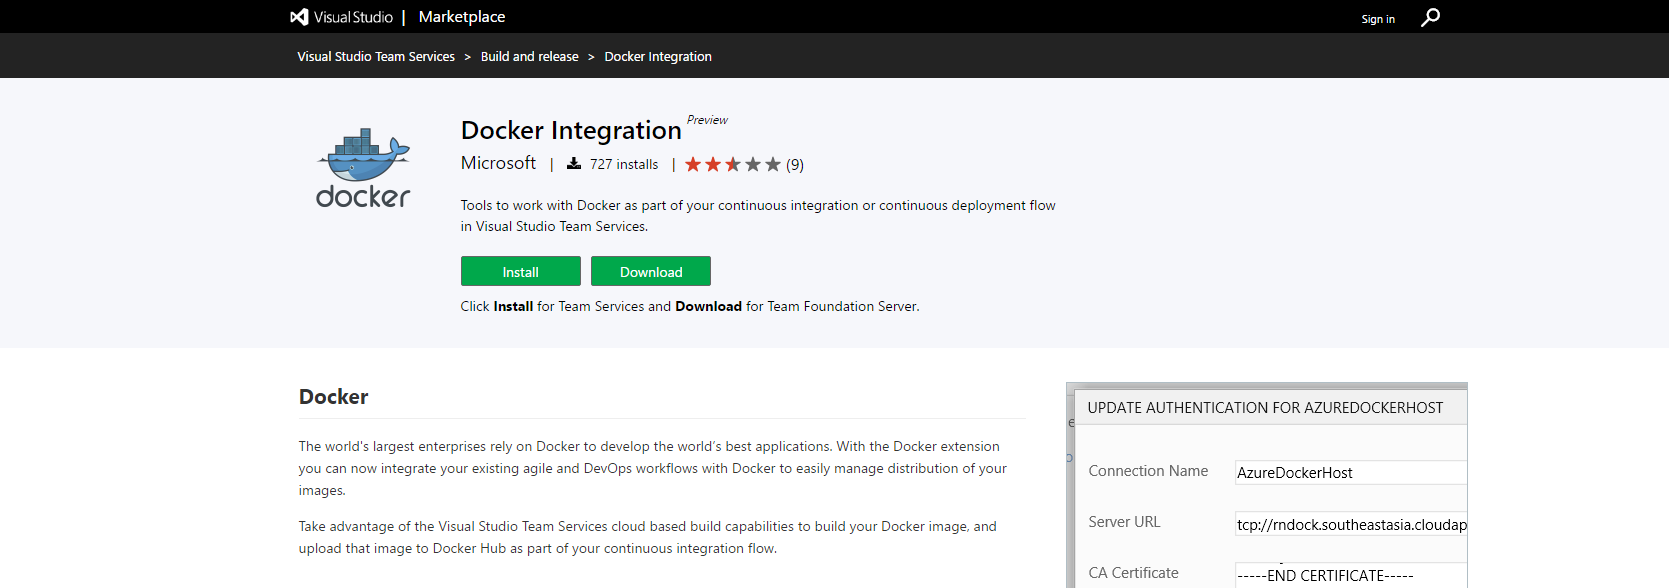 Visual Studio | Marketplace
Sign in
Visual Studio Team Services > Build and release > Docker Integration
Docker Integration Preview
docker
Microsoft | 727 installs | (9)
Tools to work with Docker as part of your continuous integration or continuous deployment flow
in Visual Studio Team Services.
Install Download
Click Install for Team Services and Download for Team Foundation Server.
Docker
The world's largest enterprises rely on Docker to develop the world's best applications. With the Docker extension
you can now integrate your existing agile and DevOps workflows with Docker to easily manage distribution of your
images.
Take advantage of the Visual Studio Team Services cloud based build capabilities to build your Docker image, and
upload that image to Docker Hub as part of your continuous integration flow.
UPDATE AUTHENTICATION FOR AZUREDOCKERHOST
Connection Name AzureDockerHost
Server URL tcp://rndock.southeastasia.cloudap
CA Certificate -----END CERTIFICATE-----